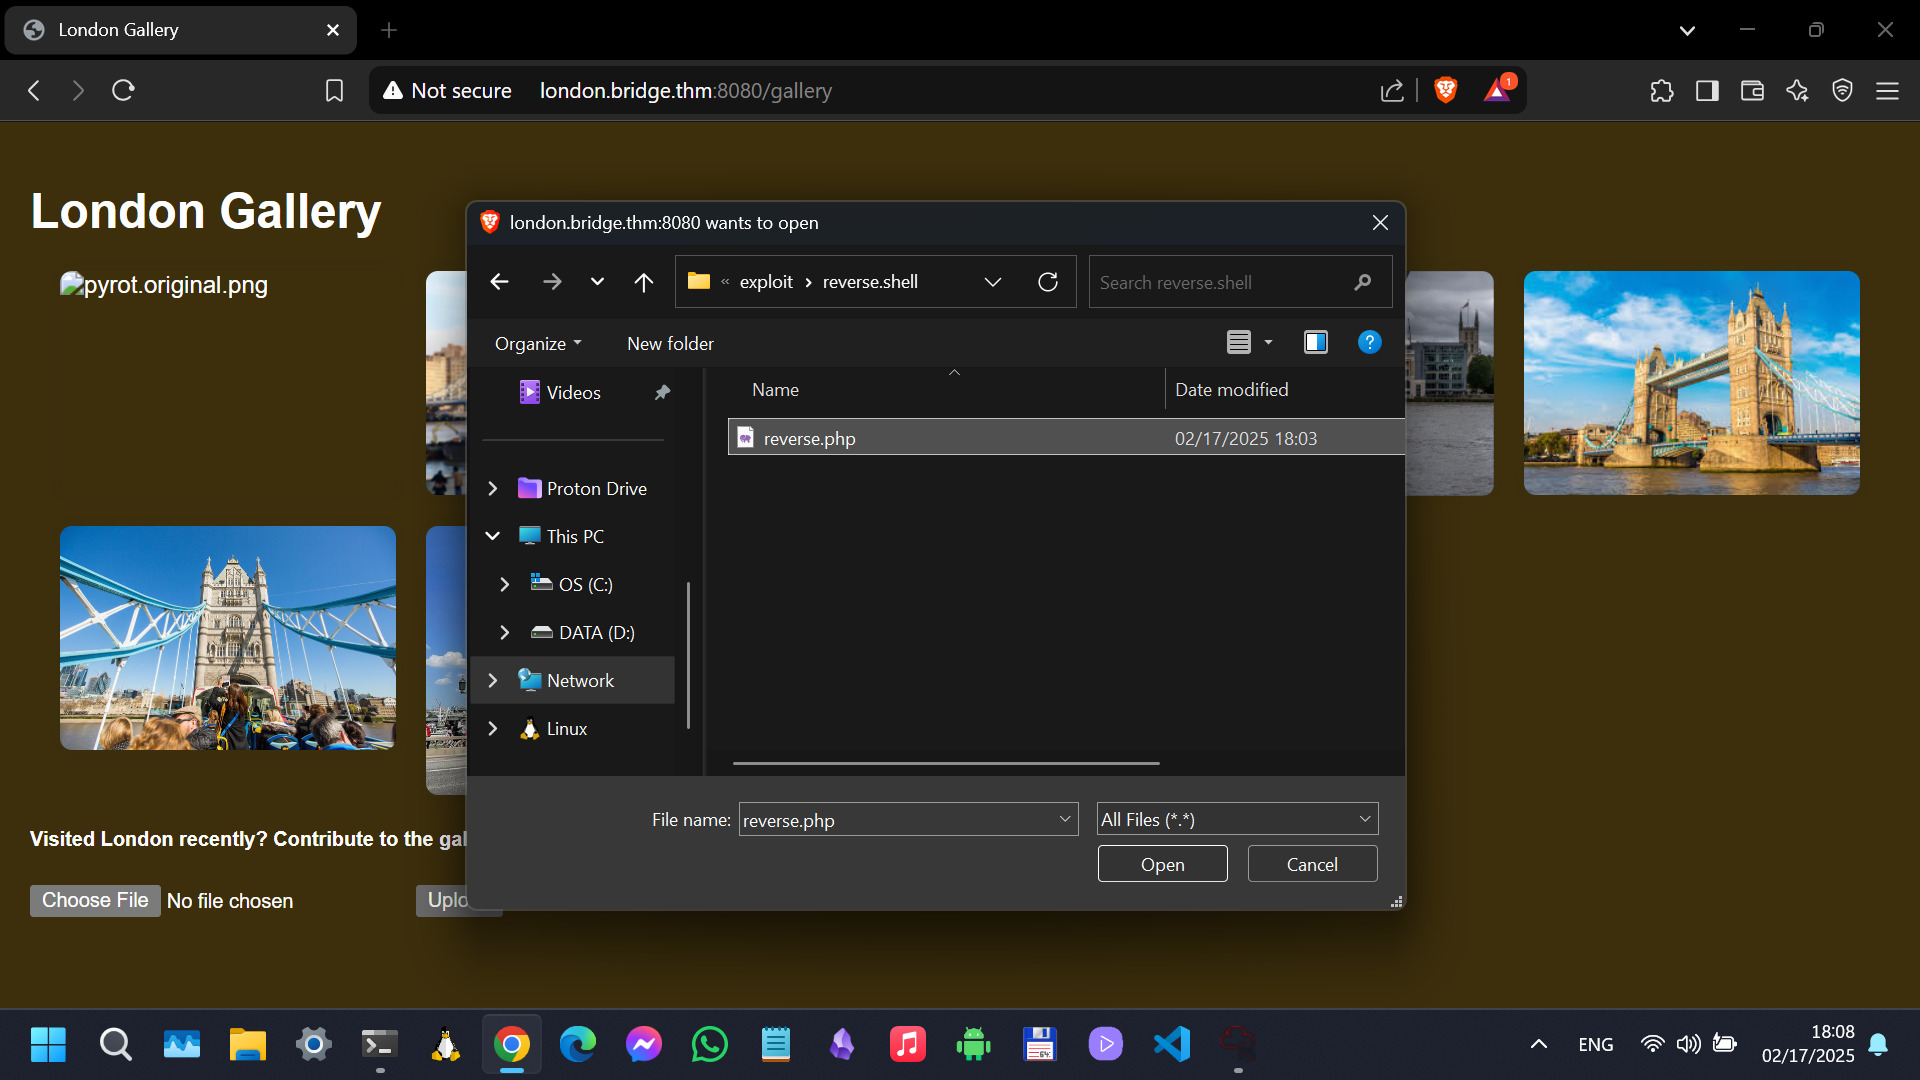 London Gallery
Not secure london.bridge.thm:8080/gallery
1
London Gallery
pyrot.original.png
london.bridge.thm:8080 wants to open
« exploit › reverse.shell
Search reverse.shell
Organize
New folder
?
Videos
Name
Date modified
reverse.php
02/17/2025 18:03
Proton Drive
This PC
OS (C:)
DATA (D:)
Network
Linux
File name: reverse.php
All Files (*.*)
Open
Cancel
Visited London recently? Contribute to the gal
Choose File No file chosen
Uplo
64
ENG
18:08
02/17/2025